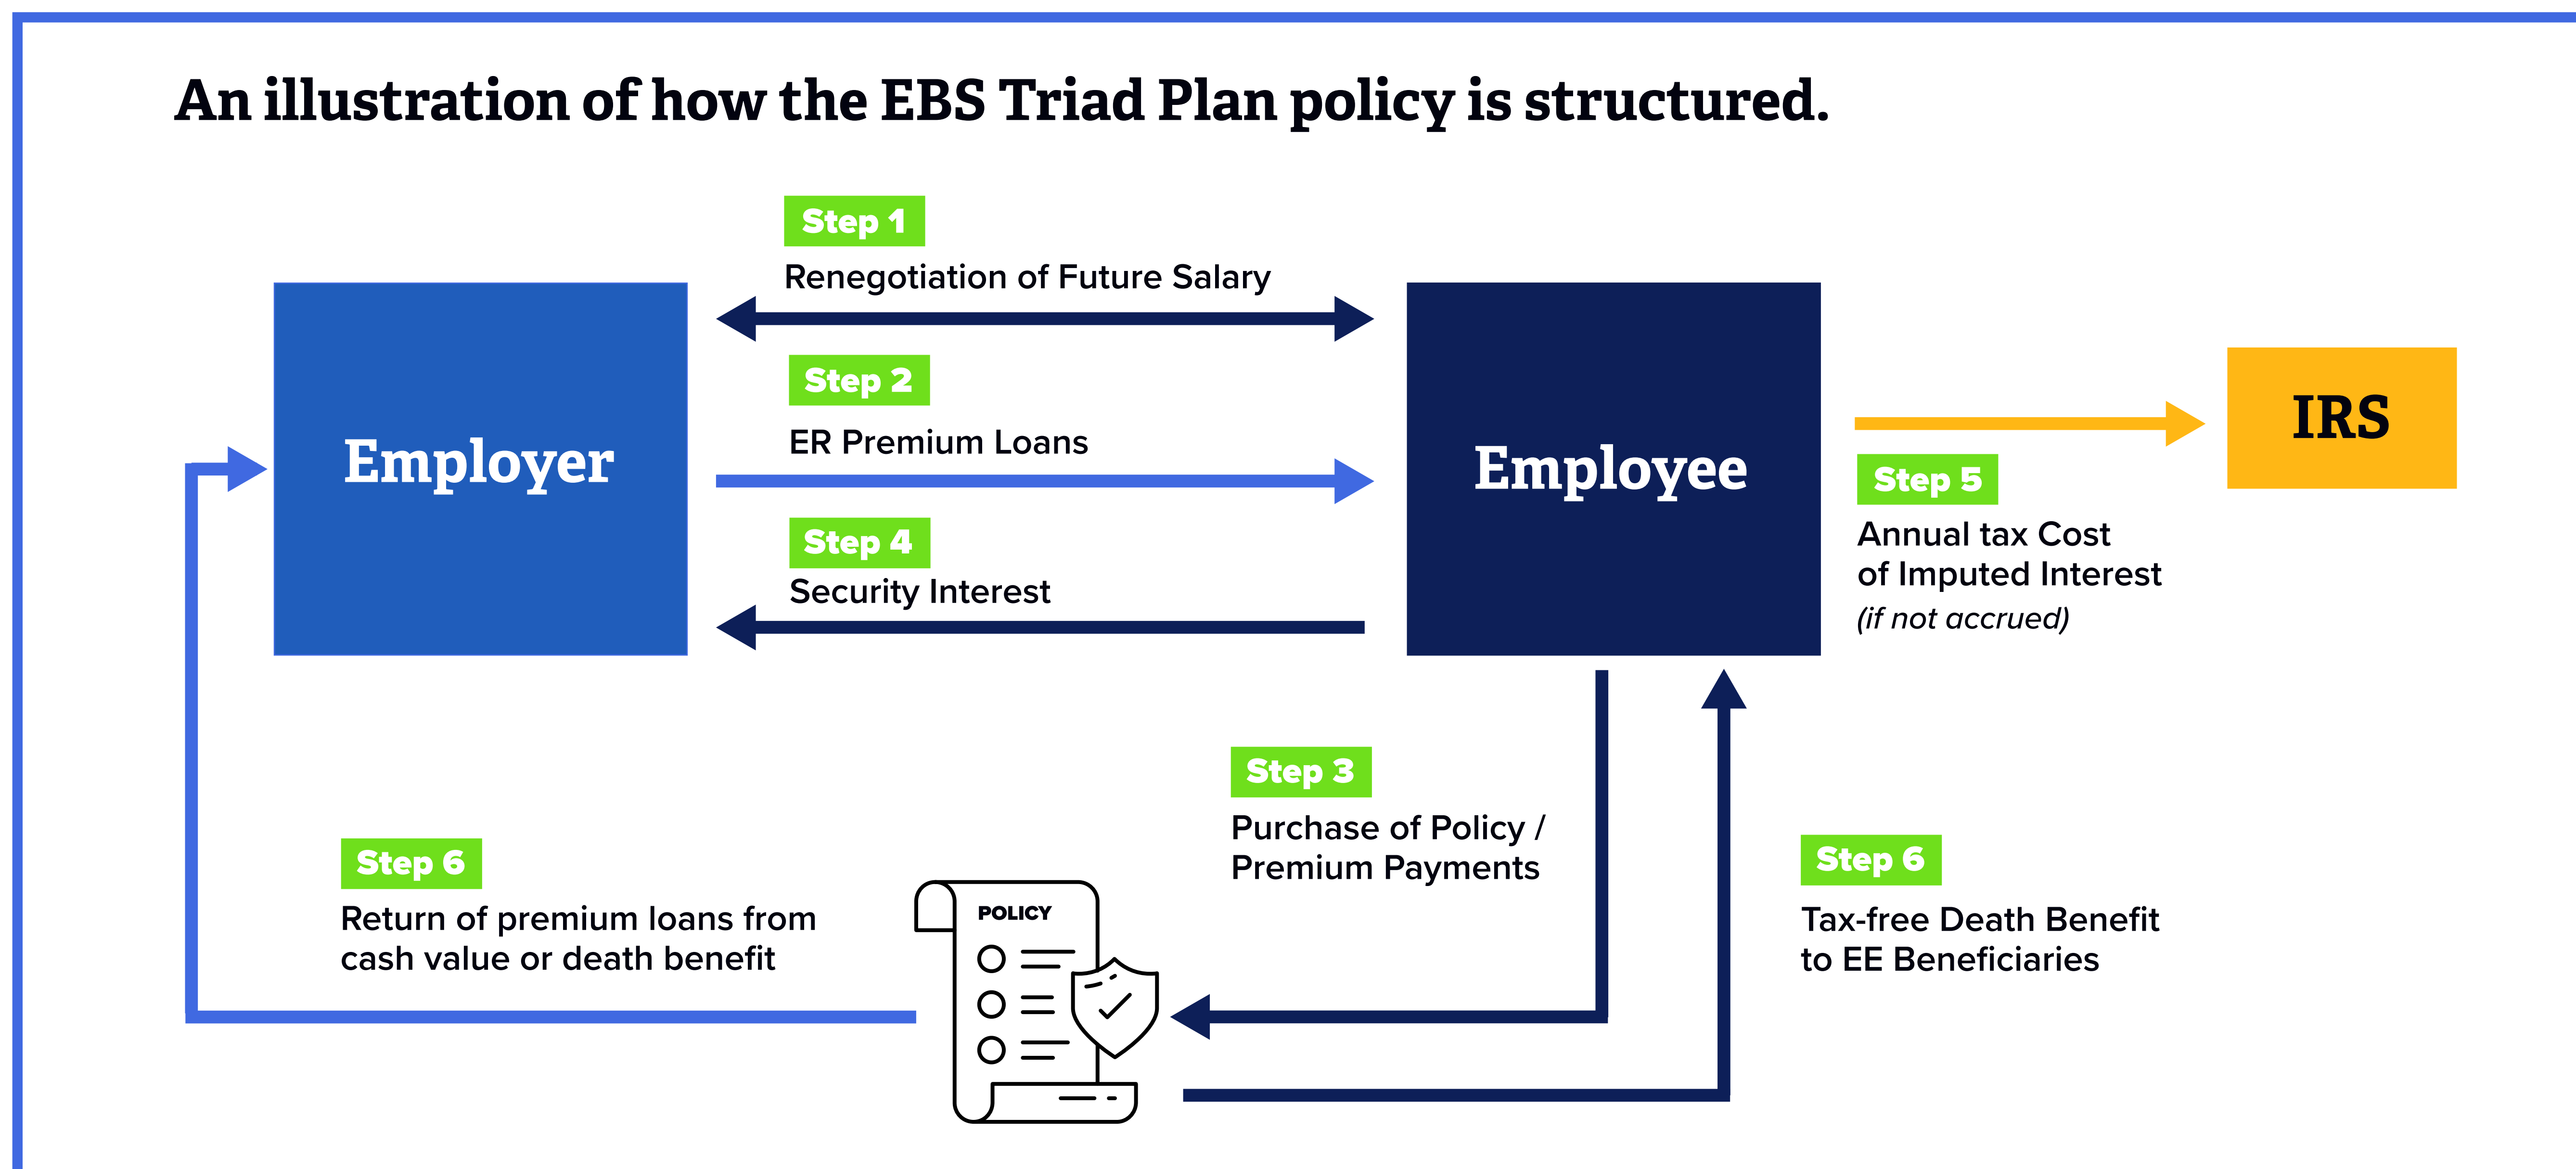 An illustration of how the EBS Triad Plan policy is structured.
Step 1
Renegotiation of Future Salary
Step 2
ER Premium Loans
Step 4
Security Interest
Employer
Employee
IRS
Step 5
Annual tax Cost
of Imputed Interest
(if not accrued)
Step 3
Purchase of Policy /
Premium Payments
Step 6
Return of premium loans from
cash value or death benefit
POLICY
Step 6
Tax-free Death Benefit
to EE Beneficiaries